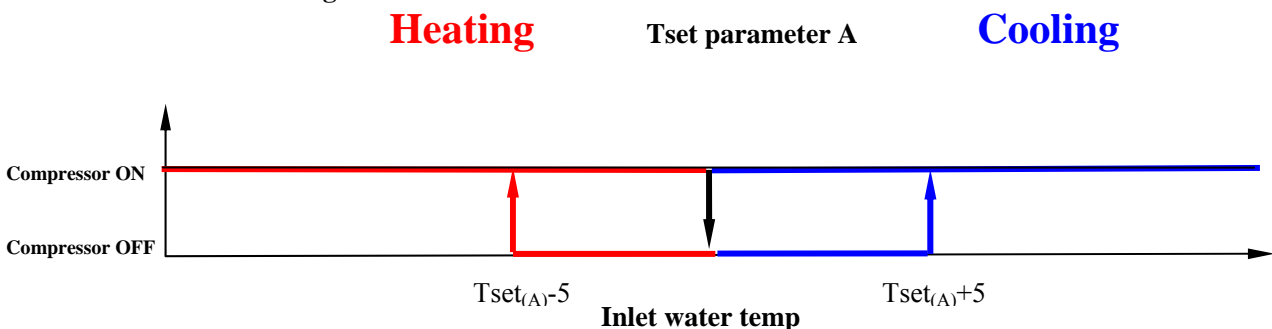 Heating Tset parameter A Cooling
Compressor ON
Compressor OFF
Tset(A)-5 Tset(A)+5
Inlet water temp